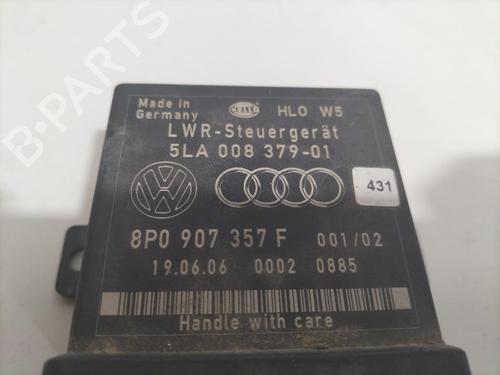 Made in
Germany
HELLA HLO W5
LWR-Steuergerät
5LA 008 379-01
431
8P0 907 357 F 001/02
19.06.06 0002 0885
Handle with care
B-PARTS